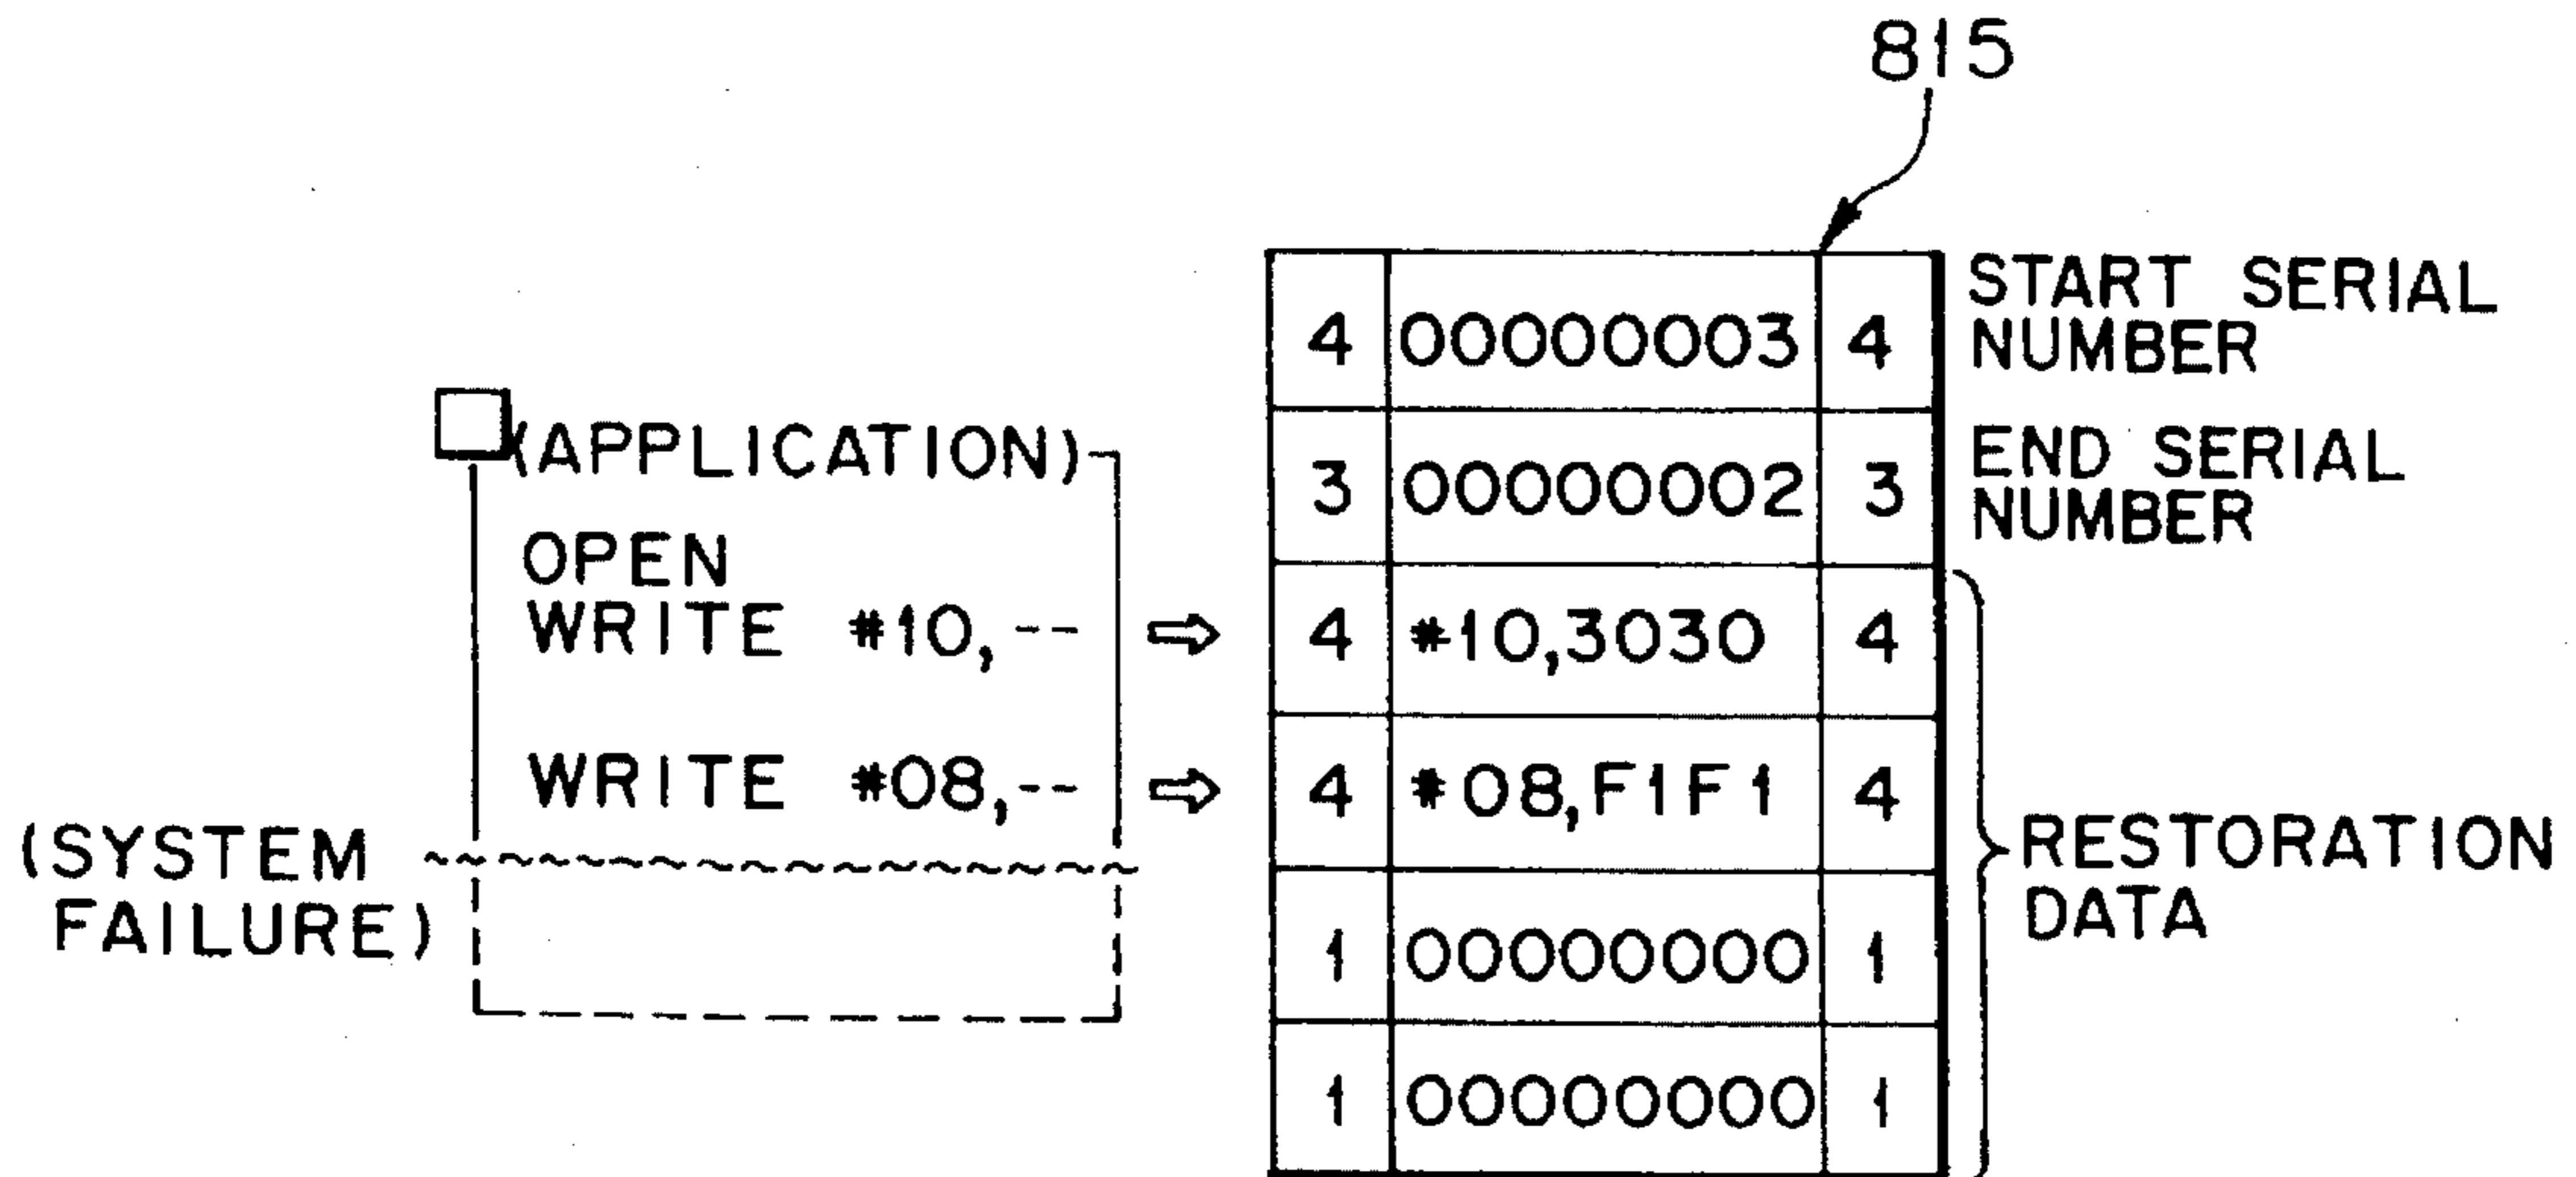 815
(APPLICATION)
OPEN
WRITE #10,--
WRITE #08,--
(SYSTEM
FAILURE)
4 00000003 4
3 00000002 3
4 #10,3030 4
4 #08,F1F1 4
1 00000000 1
1 00000000 1
START SERIAL
NUMBER
END SERIAL
NUMBER
RESTORATION
DATA